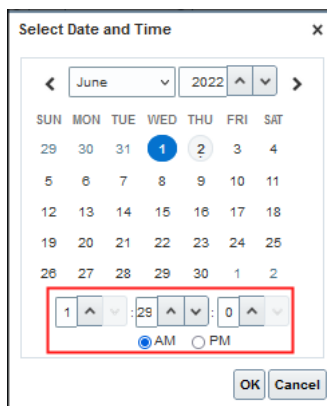 Select Date and Time x
June 2022
SUN MON TUE WED THU FRI SAT
29 30 31 1 2 3 4
5 6 7 8 9 10 11
12 13 14 15 16 17 18
19 20 21 22 23 24 25
26 27 28 29 30 1 2
1 : 29 : 0
AM PM
OK Cancel